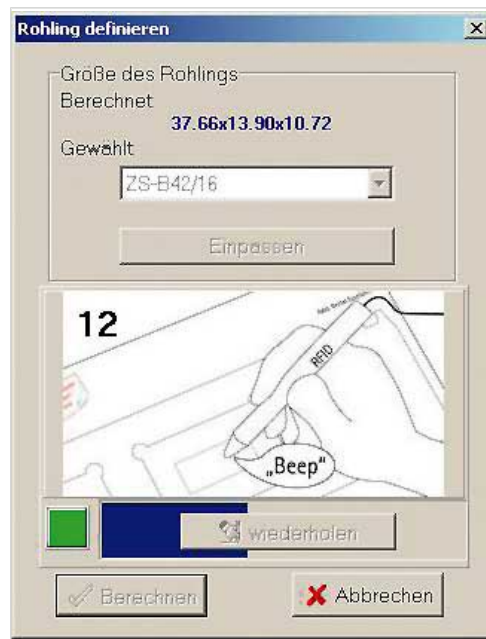 Rohling definieren
Größe des Rohlings
Berechnet
37.66x13.90x10.72
Gewählt
ZS-B42/16
Einpassen
12
RFID
„Beep“
wiederholen
Berechnen
Abbrechen